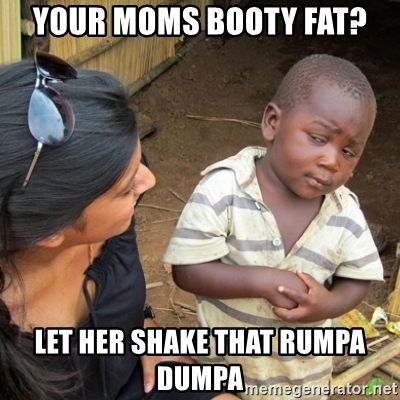 YOUR MOMS BOOTY FAT?
LET HER SHAKE THAT RUMPA
DUMPA
memegenerator.net